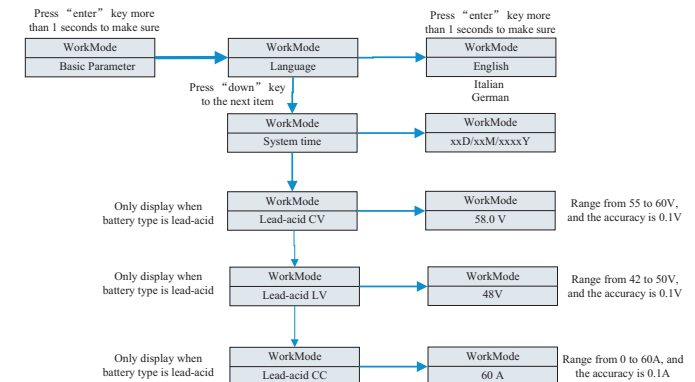 Press “enter” key more
than 1 seconds to make sure
WorkMode
Basic Parameter
WorkMode
Language
Press “enter” key more
than 1 seconds to make sure
WorkMode
English
Italian
German
Press “down” key
to the next item
WorkMode
System time
WorkMode
xxD/xxM/xxxxY
Only display when
battery type is lead-acid
WorkMode
Lead-acid CV
WorkMode
58.0 V
Range from 55 to 60V,
and the accuracy is 0.1V
Only display when
battery type is lead-acid
WorkMode
Lead-acid LV
WorkMode
48V
Range from 42 to 50V,
and the accuracy is 0.1V
Only display when
battery type is lead-acid
WorkMode
Lead-acid CC
WorkMode
60 A
Range from 0 to 60A, and
the accuracy is 0.1A